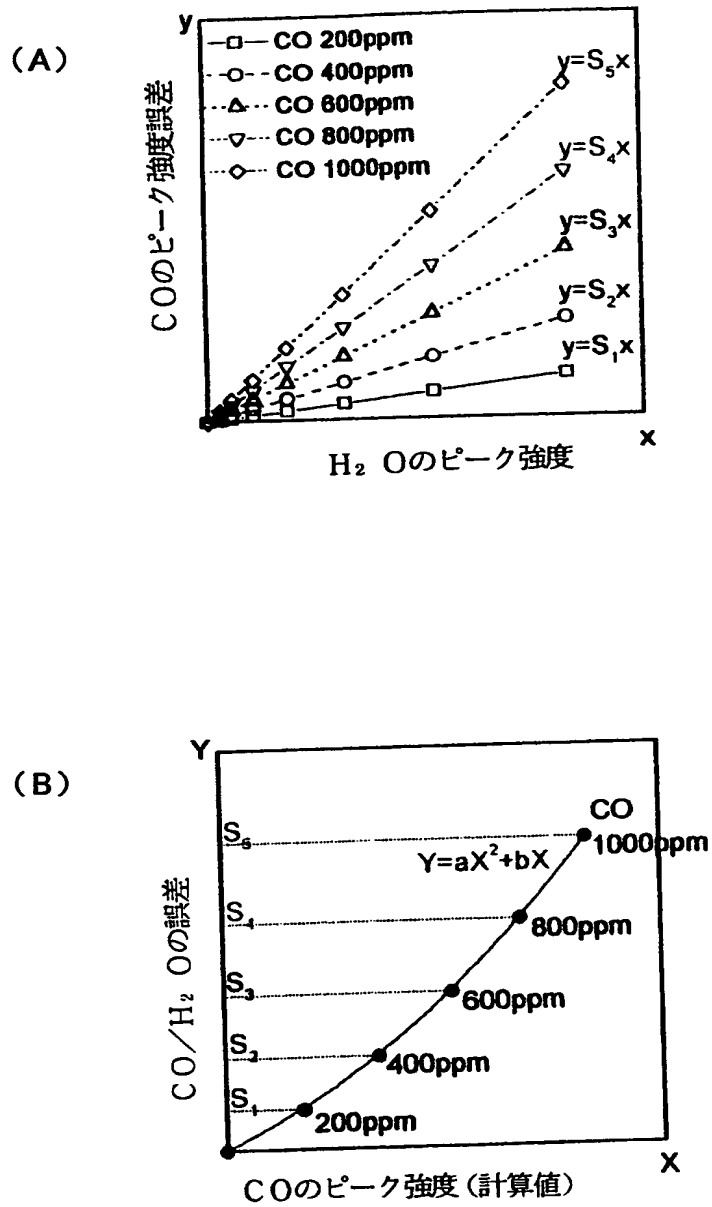 (A)
y
CO 200ppm
CO 400ppm
CO 600ppm
CO 800ppm
CO 1000ppm
y=S₅x
y=S₄x
y=S₃x
y=S₂x
y=S₁x
COのピーク強度誤差
x
H₂ Oのピーク強度
(B)
Y
S₅
S₄
S₃
S₂
S₁
Y=aX²+bX
CO
1000ppm
800ppm
600ppm
400ppm
200ppm
CO/H₂ Oの誤差
X
COのピーク強度(計算値)